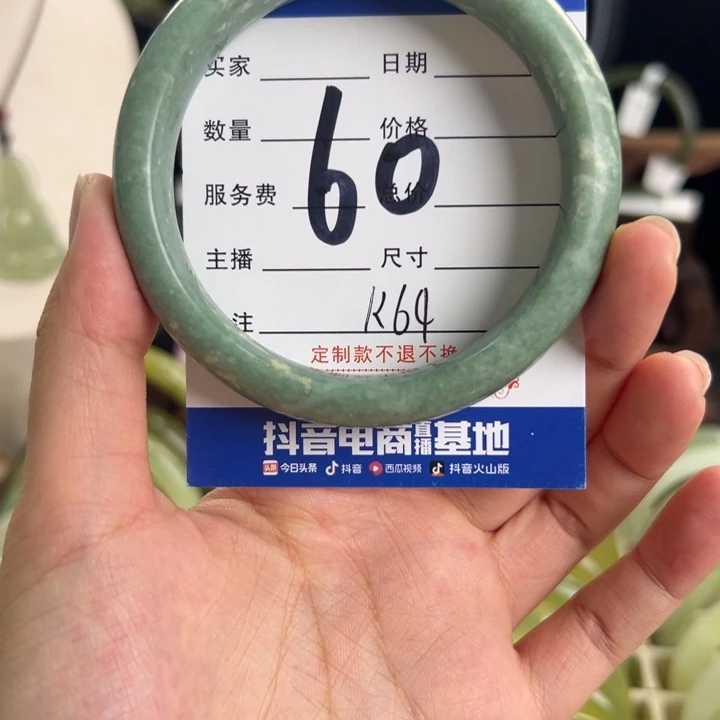 买家 日期
数量 价格
60
服务费 总价
主播 尺寸
注 K64
定制款不退不换
抖音电商直播基地
头条 今日头条 抖音 西瓜视频 抖音火山版